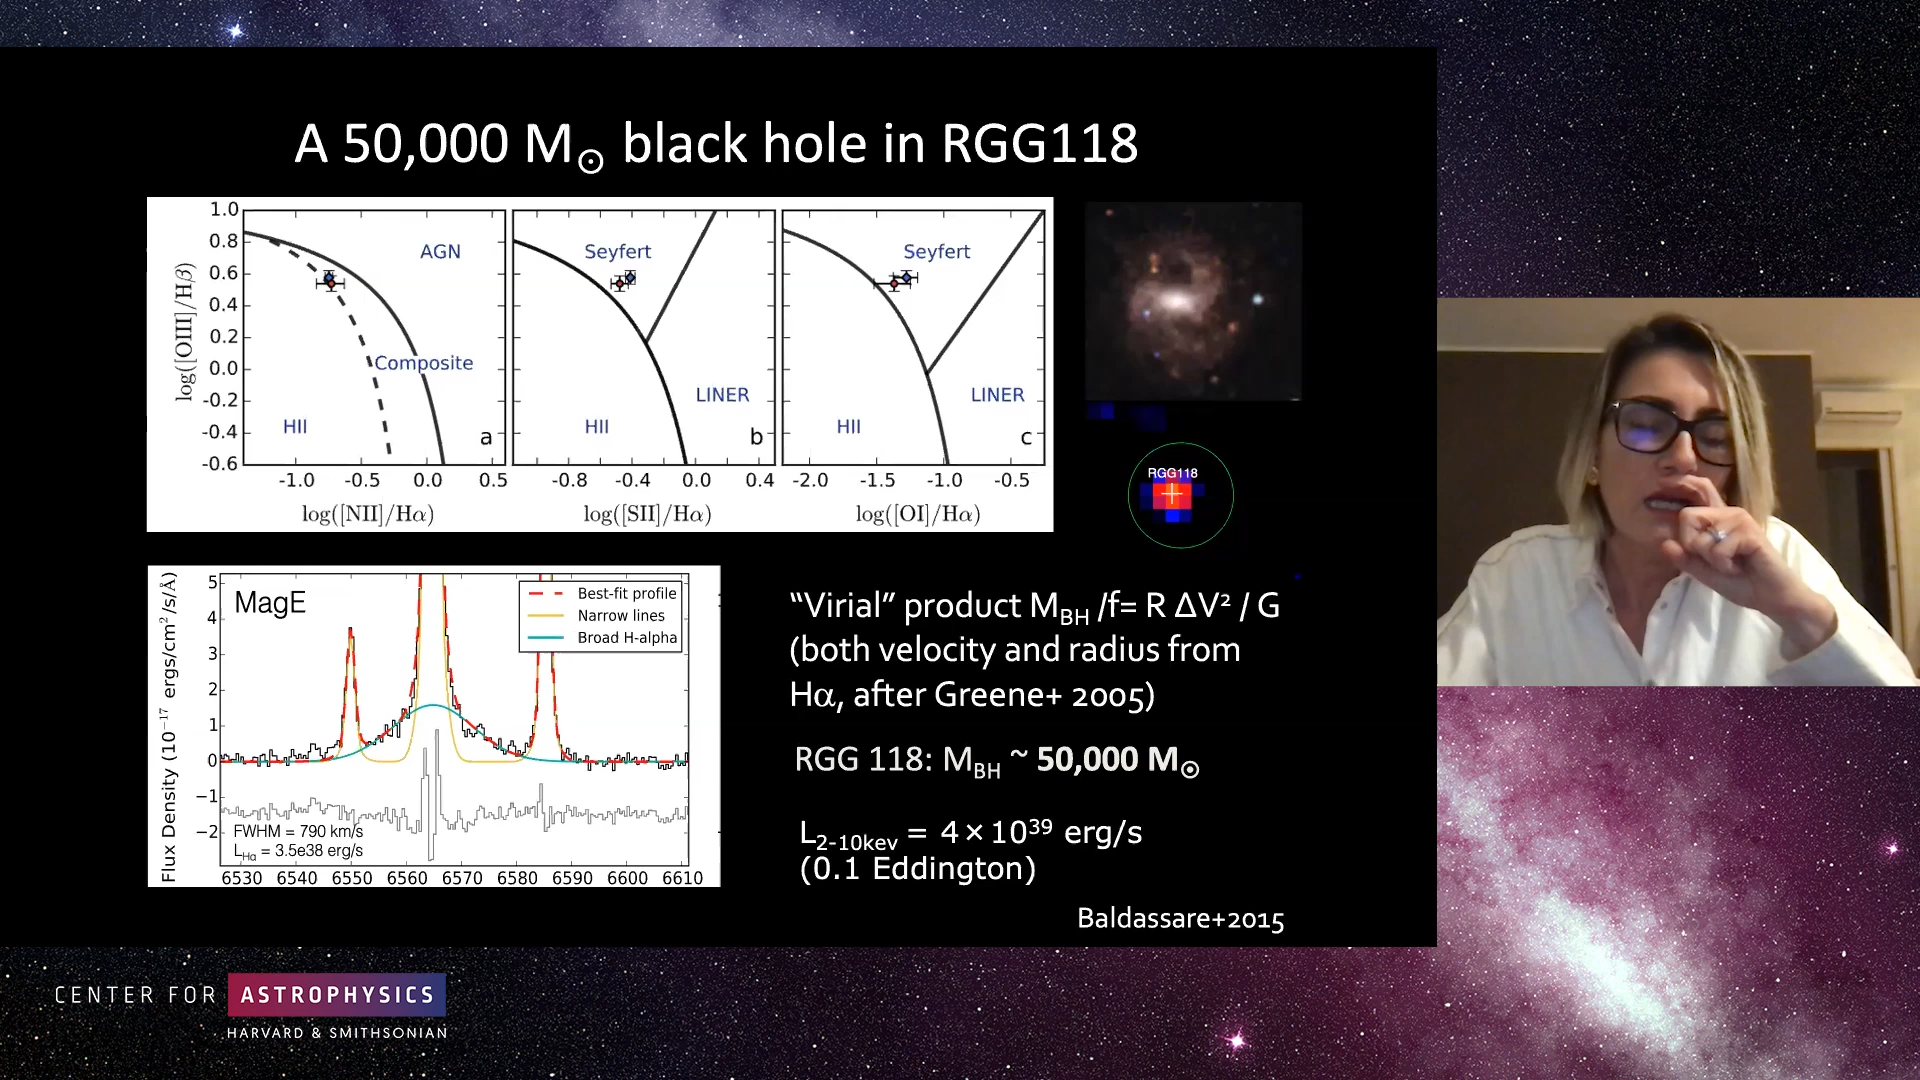 A 50,000 M☉ black hole in RGG118
1.0
0.8
0.6
0.4
0.2
0.0
-0.2
-0.4
-0.6
log([OIII]/Hβ)
AGN
Composite
HII
a
-1.0 -0.5 0.0 0.5
log([NII]/Hα)
Seyfert
LINER
HII
b
-0.8 -0.4 0.0 0.4
log([SII]/Hα)
Seyfert
LINER
HII
c
-2.0 -1.5 -1.0 -0.5
log([OI]/Hα)
RGG118
MagE
Best-fit profile
Narrow lines
Broad H-alpha
5
4
3
2
1
0
−1
−2
Flux Density (10⁻¹⁷ ergs/cm²/s/Å)
FWHM = 790 km/s
L_Hα = 3.5e38 erg/s
6530 6540 6550 6560 6570 6580 6590 6600 6610
“Virial” product M_BH /f= R ΔV² / G
(both velocity and radius from
Hα, after Greene+ 2005)
RGG 118: M_BH ~ 50,000 M☉
L_2-10kev = 4×10³⁹ erg/s
(0.1 Eddington)
Baldassare+2015
CENTER FOR ASTROPHYSICS
HARVARD & SMITHSONIAN